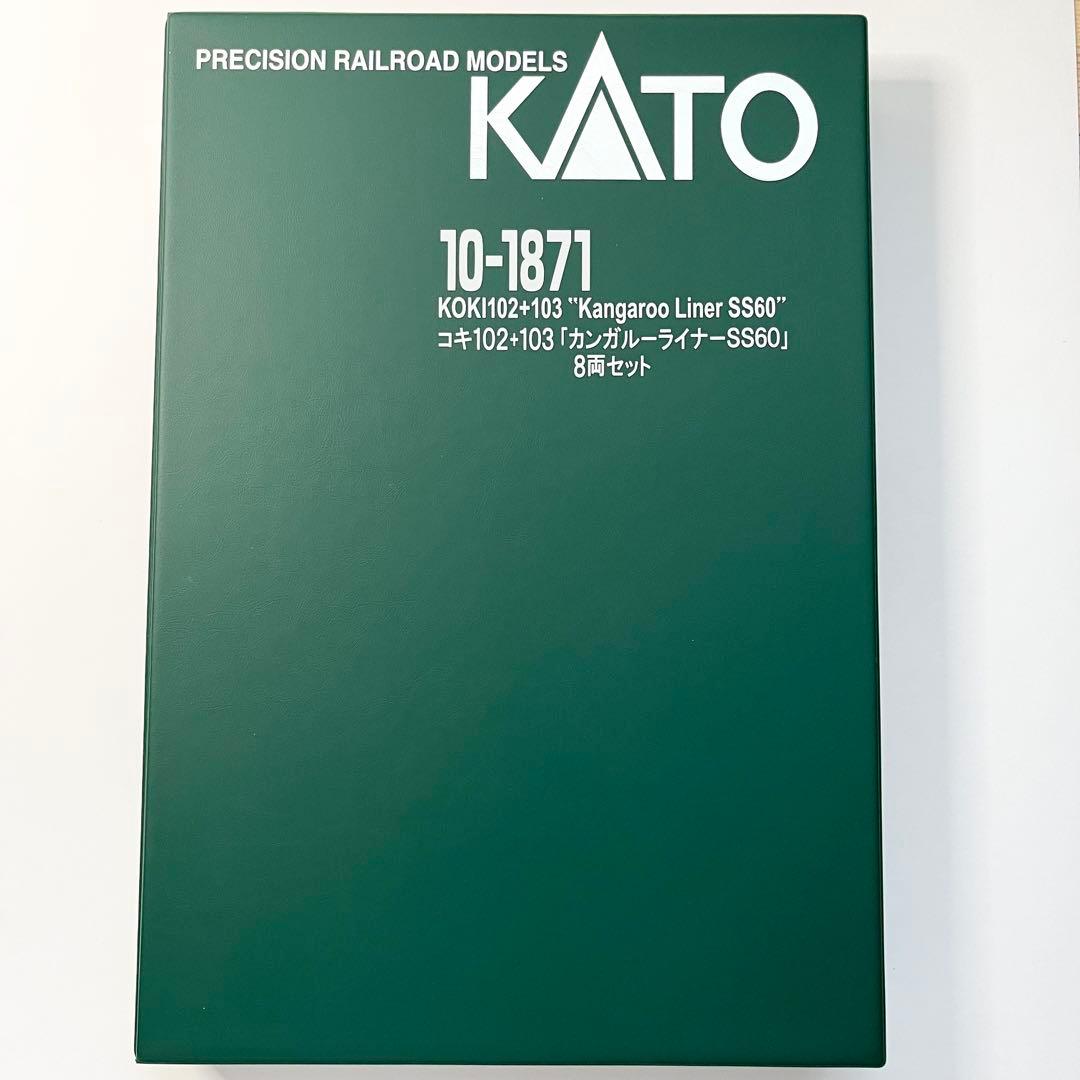 PRECISION RAILROAD MODELS
KATO
10-1871
KOKI102+103 "Kangaroo Liner SS60"
コキ102+103「カンガルーライナーSS60」
8両セット